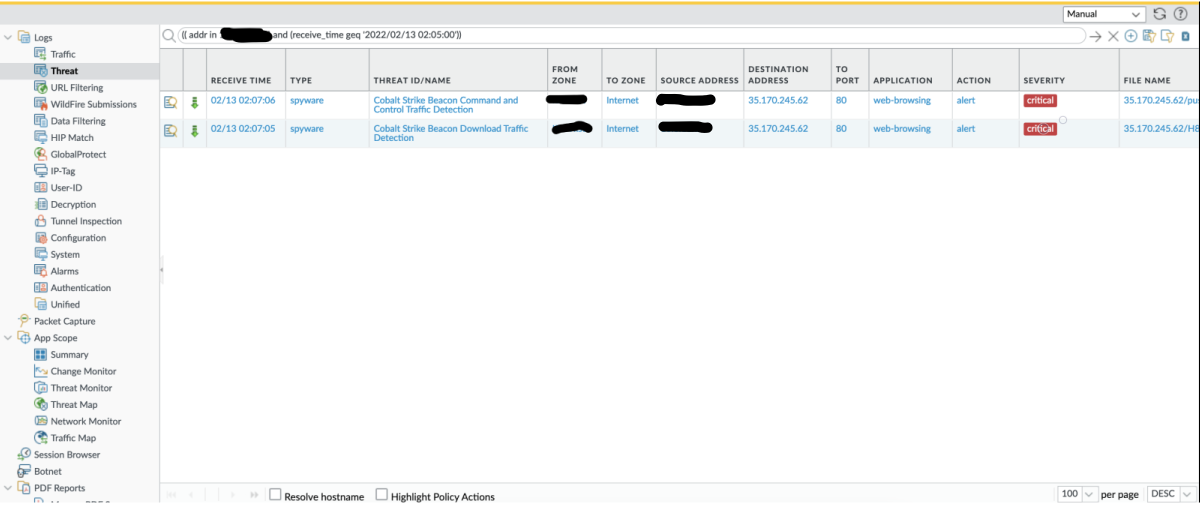 Manual
Logs
(( addr in and (receive_time geq '2022/02/13 02:05:00'))
Traffic
Threat
URL Filtering
WildFire Submissions
Data Filtering
HIP Match
GlobalProtect
IP-Tag
User-ID
Decryption
Tunnel Inspection
Configuration
System
Alarms
Authentication
Unified
Packet Capture
App Scope
Summary
Change Monitor
Threat Monitor
Threat Map
Network Monitor
Traffic Map
Session Browser
Botnet
PDF Reports
RECEIVE TIME TYPE THREAT ID/NAME FROM ZONE TO ZONE SOURCE ADDRESS DESTINATION ADDRESS TO PORT APPLICATION ACTION SEVERITY FILE NAME
02/13 02:07:06 spyware Cobalt Strike Beacon Command and Internet 35.170.245.62 80 web-browsing alert critical 35.170.245.62/pu
Control Traffic Detection
02/13 02:07:05 spyware Cobalt Strike Beacon Download Traffic Internet 35.170.245.62 80 web-browsing alert critical 35.170.245.62/H8
Detection
Resolve hostname Highlight Policy Actions 100 per page DESC